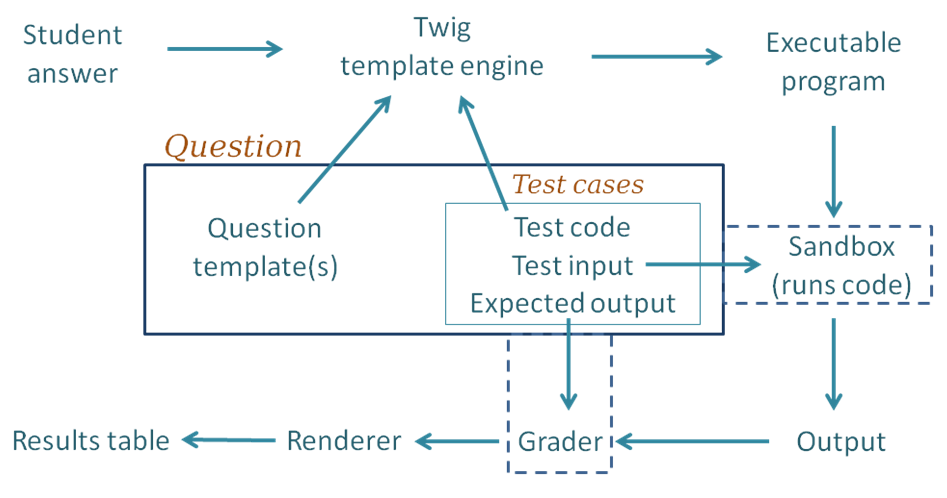 Student
answer
Twig
template engine
Executable
program
Question
Test cases
Question
template(s)
Test code
Test input
Expected output
Sandbox
(runs code)
Results table
Renderer
Grader
Output